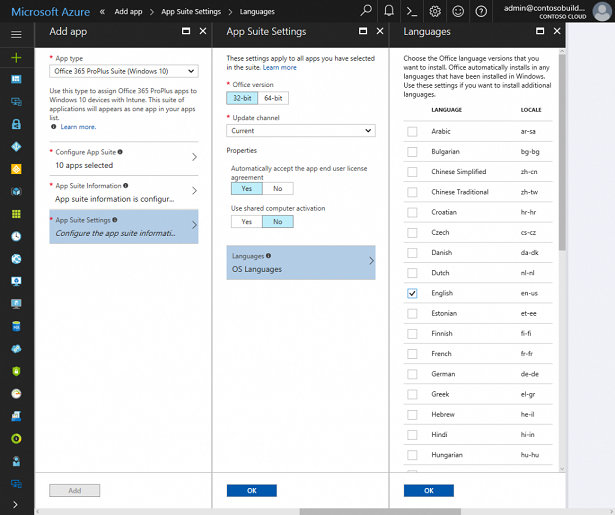 Microsoft Azure « Add app > App Suite Settings > Languages
admin@contosobuild...
CONTOSO CLOUD
Add app
* App type
Office 365 ProPlus Suite (Windows 10)
Use this type to assign Office 365 ProPlus apps to
Windows 10 devices with Intune. This suite of
applications will appears as one app in your apps
list.
Learn more.
* Configure App Suite
10 apps selected
* App Suite Information
App suite information is configur...
* App Suite Settings
Configure the app suite informati..
Add
App Suite Settings
These settings apply to all apps you have selected
in the suite. Learn more
* Office version
32-bit 64-bit
* Update channel
Current
Properties
Automatically accept the app end user license
agreement
Yes No
Use shared computer activation
Yes No
Languages
OS Languages
OK
Languages
Choose the Office language versions that you
want to install. Office automatically installs in any
languages that have been installed in Windows.
Use these settings if you want to install additional
languages.
LANGUAGE LOCALE
Arabic ar-sa
Bulgarian bg-bg
Chinese Simplified zh-cn
Chinese Traditional zh-tw
Croatian hr-hr
Czech cs-cz
Danish da-dk
Dutch nl-nl
English en-us
Estonian et-ee
Finnish fi-fi
French fr-fr
German de-de
Greek el-gr
Hebrew he-il
Hindi hi-in
Hungarian hu-hu
OK